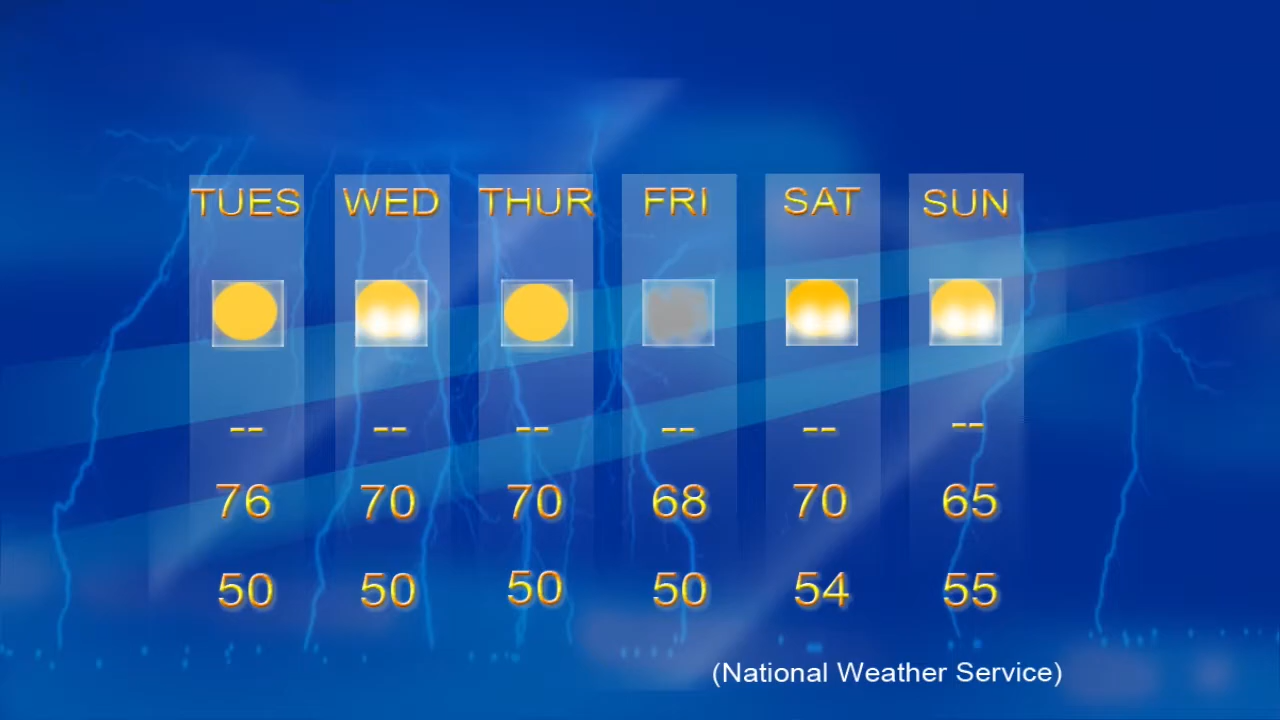 TUES WED THUR FRI SAT SUN
-- -- -- -- -- --
76 70 70 68 70 65
50 50 50 50 54 55
(National Weather Service)